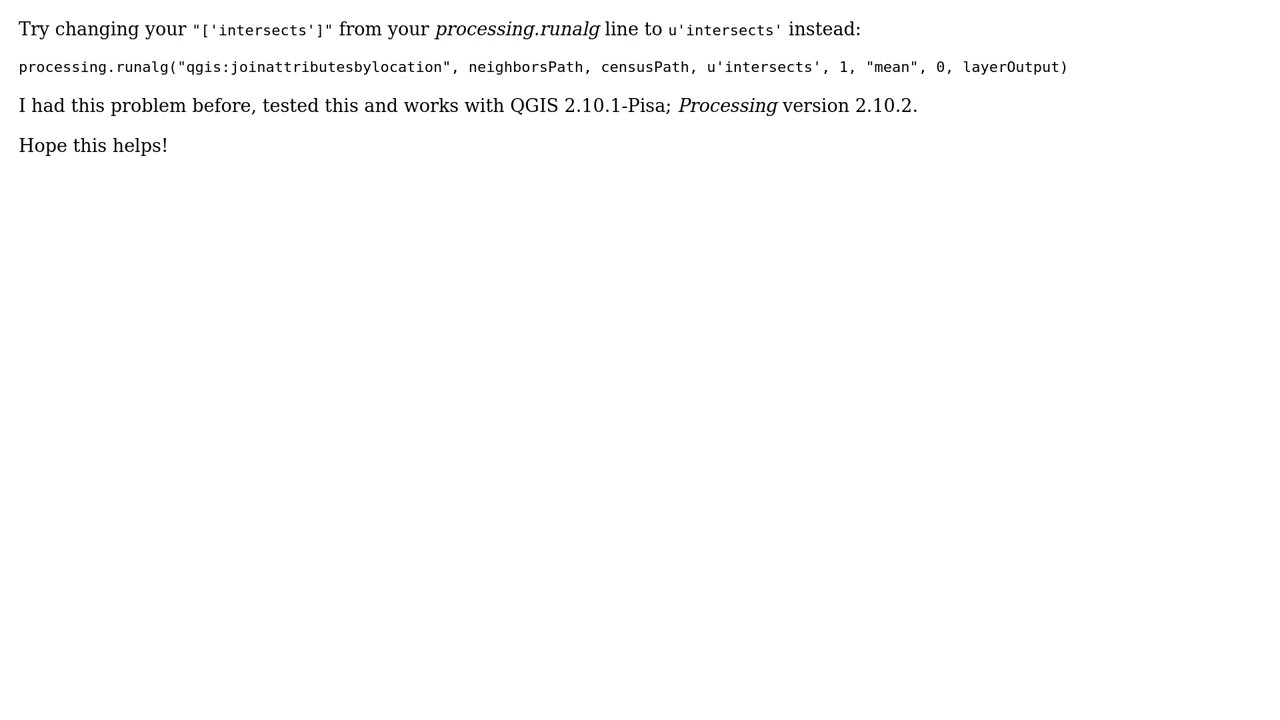 Try changing your "['intersects']" from your processing.runalg line to u'intersects' instead:
processing.runalg("qgis:joinattributesbylocation", neighborsPath, censusPath, u'intersects', 1, "mean", 0, layerOutput)
I had this problem before, tested this and works with QGIS 2.10.1-Pisa; Processing version 2.10.2.
Hope this helps!